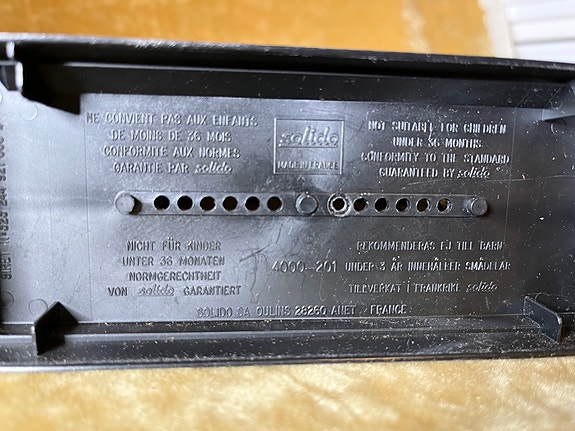 NE CONVIENT PAS AUX ENFANTS
DE MOINS DE 36 MOIS
CONFORMITE AUX NORMES
GARANTIE PAR solido
solido
MADE IN FRANCE
NOT SUITABLE FOR CHILDREN
UNDER 36 MONTHS
CONFORMITY TO THE STANDARD
GUARANTEED BY solido
NICHT FÜR KINDER
UNTER 36 MONATEN
NORMGERECHTHEIT
VON solido GARANTIERT
4000-201
REKOMMENDERAS EJ TILL BARN
UNDER 3 ÅR INNEHÅLLER SMÅDELAR
TILLVERKAT I FRANKRIKE solido
SOLIDO SA OULINS 28260 ANET - FRANCE
SIREN N°